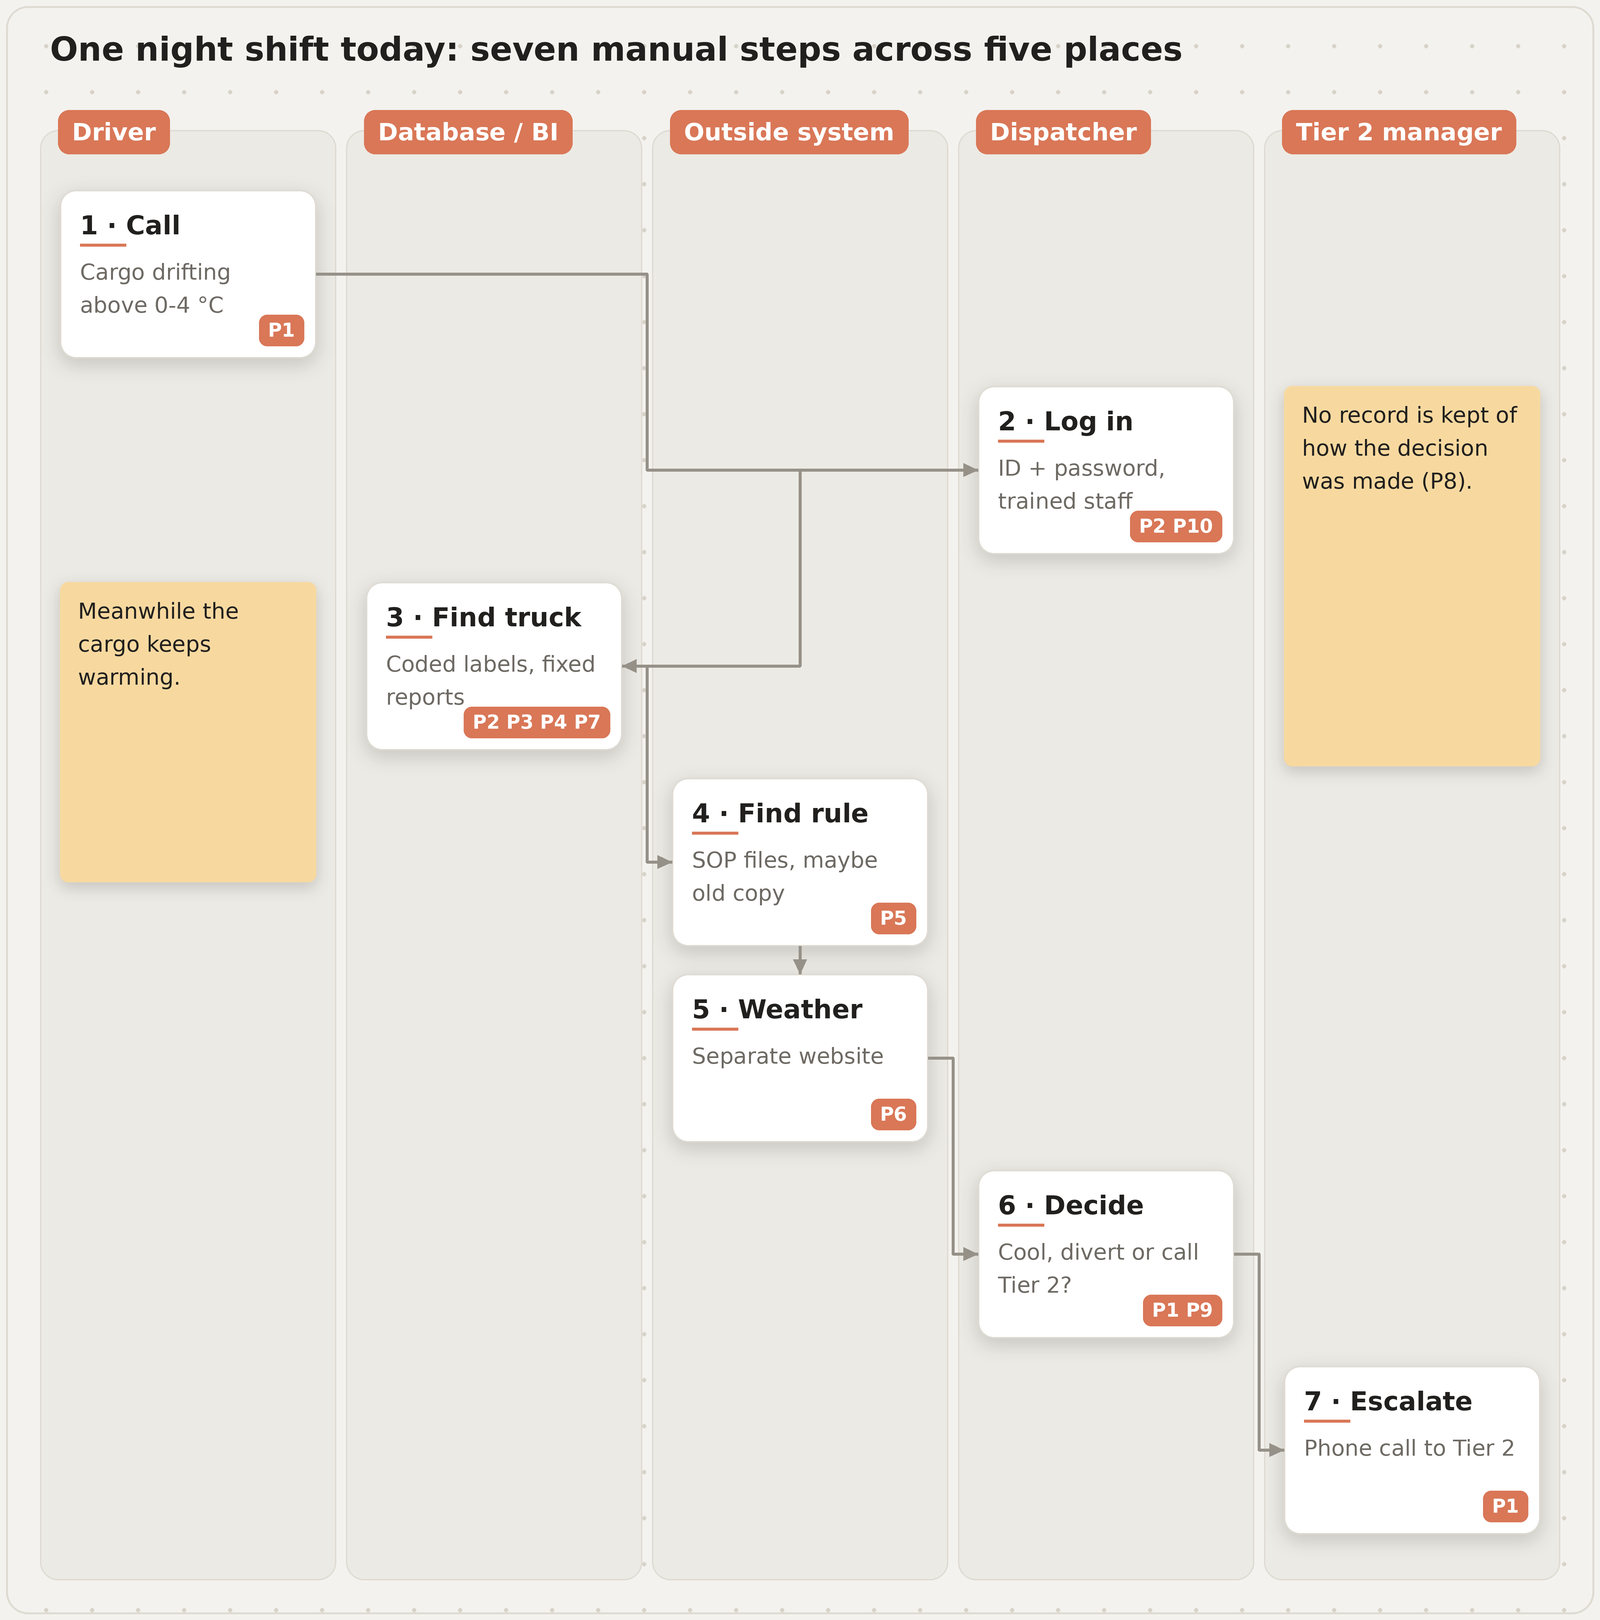 One night shift today: seven manual steps across five places
Driver
Database / BI
Outside system
Dispatcher
Tier 2 manager
1 · Call
Cargo drifting
above 0-4 °C
P1
2 · Log in
ID + password,
trained staff
P2 P10
No record is kept of
how the decision
was made (P8).
Meanwhile the
cargo keeps
warming.
3 · Find truck
Coded labels, fixed
reports
P2 P3 P4 P7
4 · Find rule
SOP files, maybe
old copy
P5
5 · Weather
Separate website
P6
6 · Decide
Cool, divert or call
Tier 2?
P1 P9
7 · Escalate
Phone call to Tier 2
P1